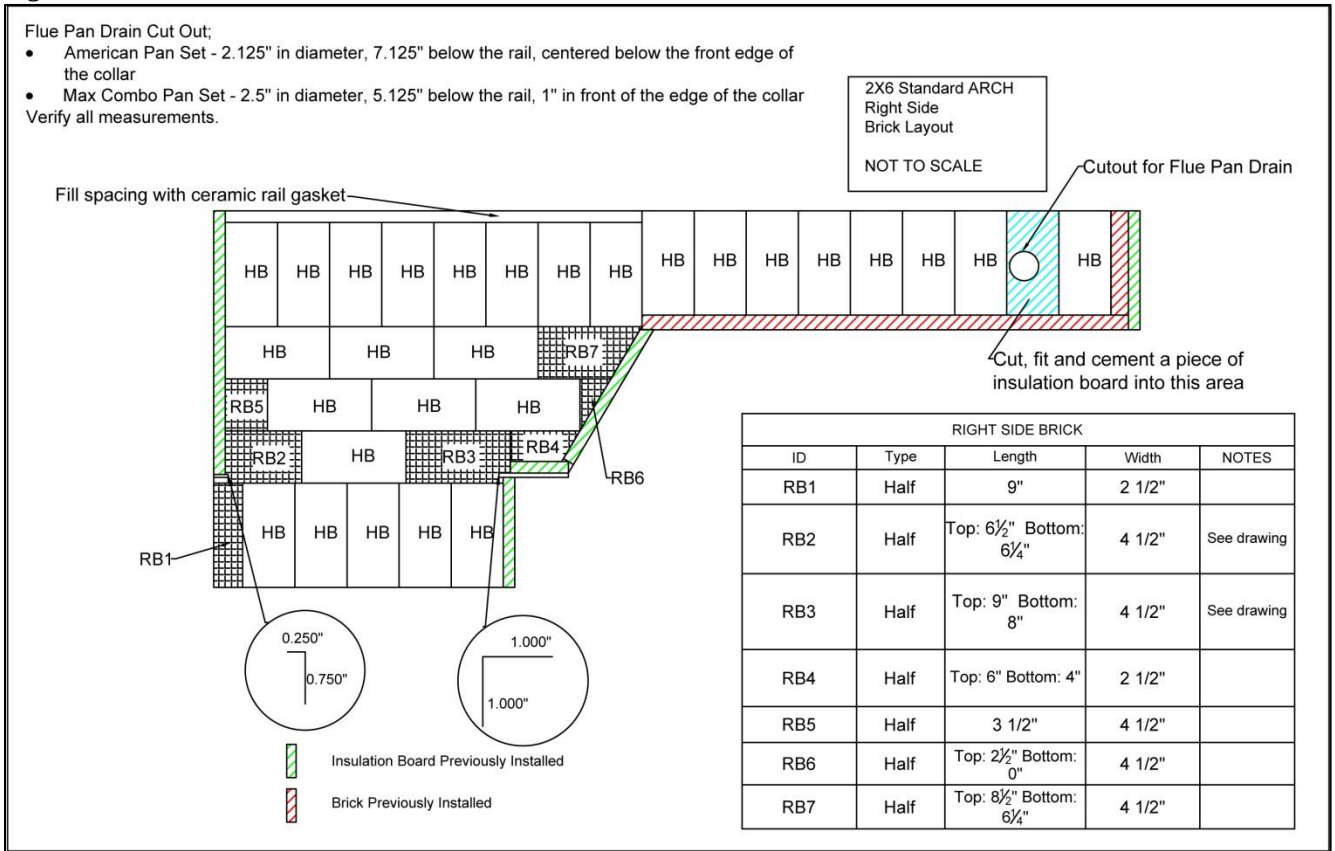 Flue Pan Drain Cut Out;
• American Pan Set - 2.125" in diameter, 7.125" below the rail, centered below the front edge of
the collar
• Max Combo Pan Set - 2.5" in diameter, 5.125" below the rail, 1" in front of the edge of the collar
Verify all measurements.
2X6 Standard ARCH
Right Side
Brick Layout
NOT TO SCALE
Cutout for Flue Pan Drain
Fill spacing with ceramic rail gasket
HB HB HB HB HB HB HB HB HB HB HB HB HB HB HB HB
HB HB HB RB7
Cut, fit and cement a piece of
insulation board into this area
RB5 HB HB HB
RB2 HB RB3 RB4
RB6
HB HB HB HB HB
RB1
0.250"
0.750"
1.000"
1.000"
Insulation Board Previously Installed
Brick Previously Installed
RIGHT SIDE BRICK
ID Type Length Width NOTES
RB1 Half 9" 2 1/2"
RB2 Half Top: 6½" Bottom: 6¼" 4 1/2" See drawing
RB3 Half Top: 9" Bottom: 8" 4 1/2" See drawing
RB4 Half Top: 6" Bottom: 4" 2 1/2"
RB5 Half 3 1/2" 4 1/2"
RB6 Half Top: 2½" Bottom: 0" 4 1/2"
RB7 Half Top: 8½" Bottom: 6¼" 4 1/2"